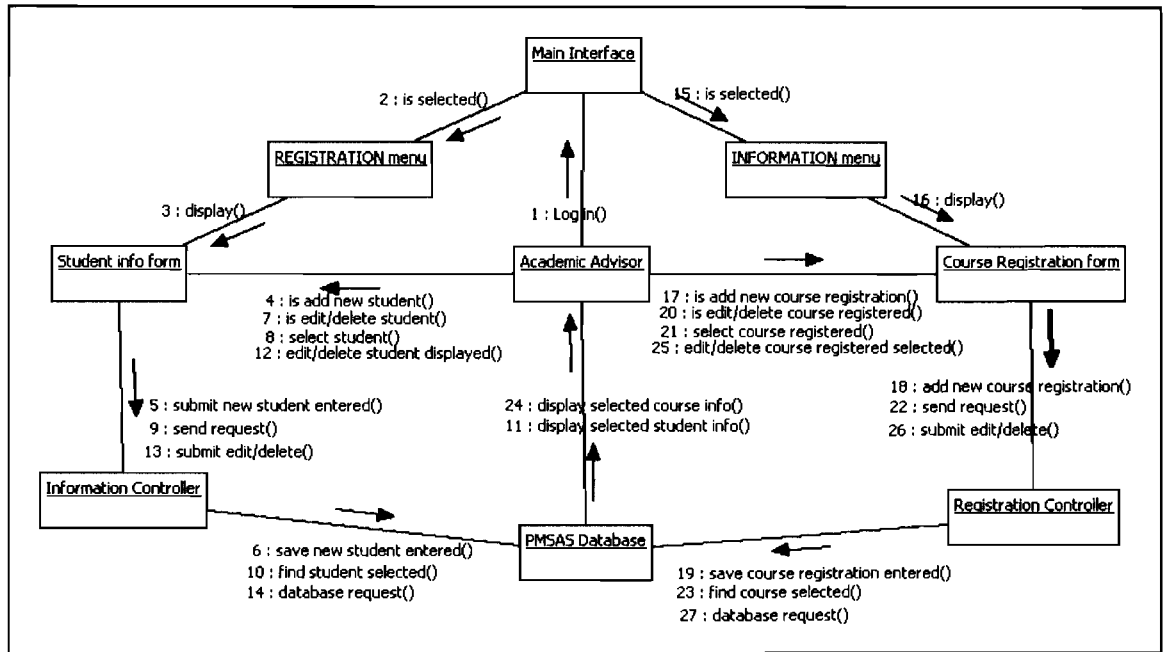 Main Interface
2 : is selected()
15 : is selected()
REGISTRATION menu
INFORMATION menu
3 : display()
1 : Log in()
16 : display()
Student info form
Academic Advisor
Course Registration form
4 : is add new student()
7 : is edit/delete student()
8 : select student()
12 : edit/delete student displayed()
17 : is add new course registration()
20 : is edit/delete course registered()
21 : select course registered()
25 : edit/delete course registered selected()
5 : submit new student entered()
9 : send request()
13 : submit edit/delete()
24 : display selected course info()
11 : display selected student info()
18 : add new course registration()
22 : send request()
26 : submit edit/delete()
Information Controller
PMSAS Database
Registration Controller
6 : save new student entered()
10 : find student selected()
14 : database request()
19 : save course registration entered()
23 : find course selected()
27 : database request()